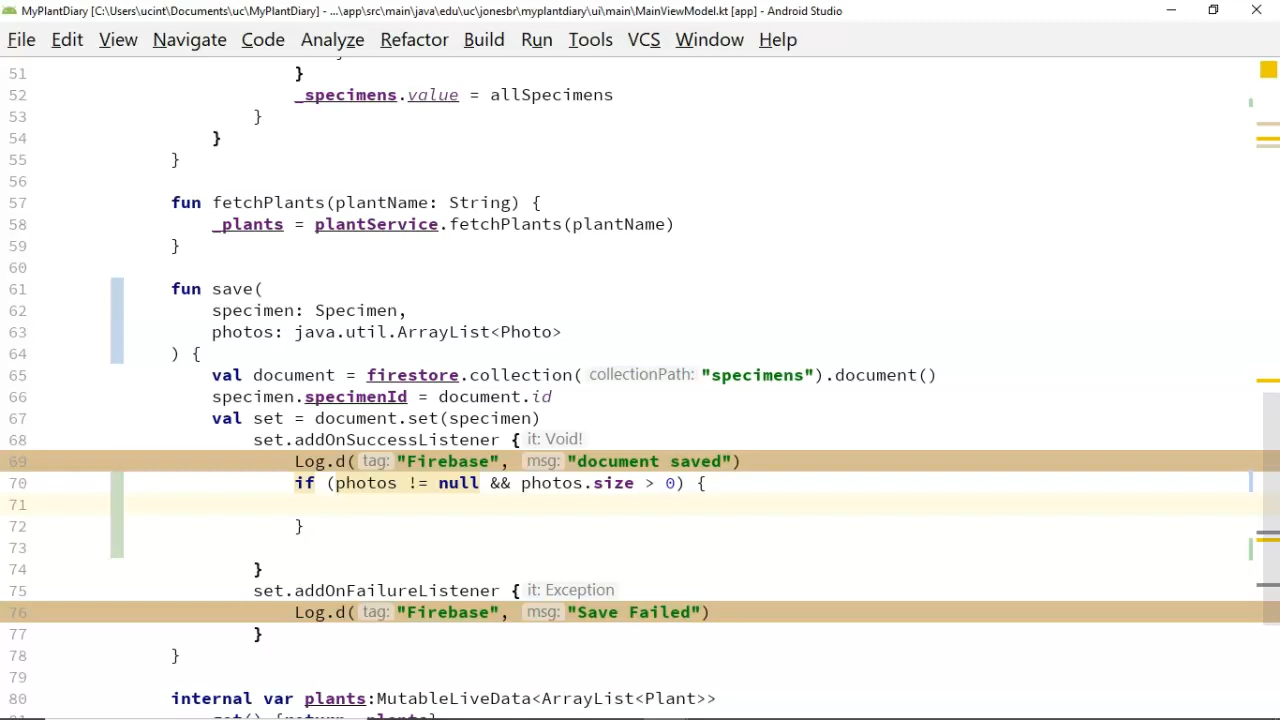 MyPlantDiary [C:\Users\ucint\Documents\uc\MyPlantDiary] - ...\app\src\main\java\edu\uc\jonesbr\myplantdiary\ui\main\MainViewModel.kt [app] - Android Studio
File Edit View Navigate Code Analyze Refactor Build Run Tools VCS Window Help
51 }
52 _specimens.value = allSpecimens
53 }
54 }
55 }
56
57 fun fetchPlants(plantName: String) {
58 _plants = plantService.fetchPlants(plantName)
59 }
60
61 fun save(
62 specimen: Specimen,
63 photos: java.util.ArrayList<Photo>
64 ) {
65 val document = firestore.collection( collectionPath: "specimens").document()
66 specimen.specimenId = document.id
67 val set = document.set(specimen)
68 set.addOnSuccessListener { it: Void!
69 Log.d( tag: "Firebase", msg: "document saved")
70 if (photos != null && photos.size > 0) {
71
72 }
73
74 }
75 set.addOnFailureListener { it: Exception
76 Log.d( tag: "Firebase", msg: "Save Failed")
77 }
78 }
79
80 internal var plants:MutableLiveData<ArrayList<Plant>>